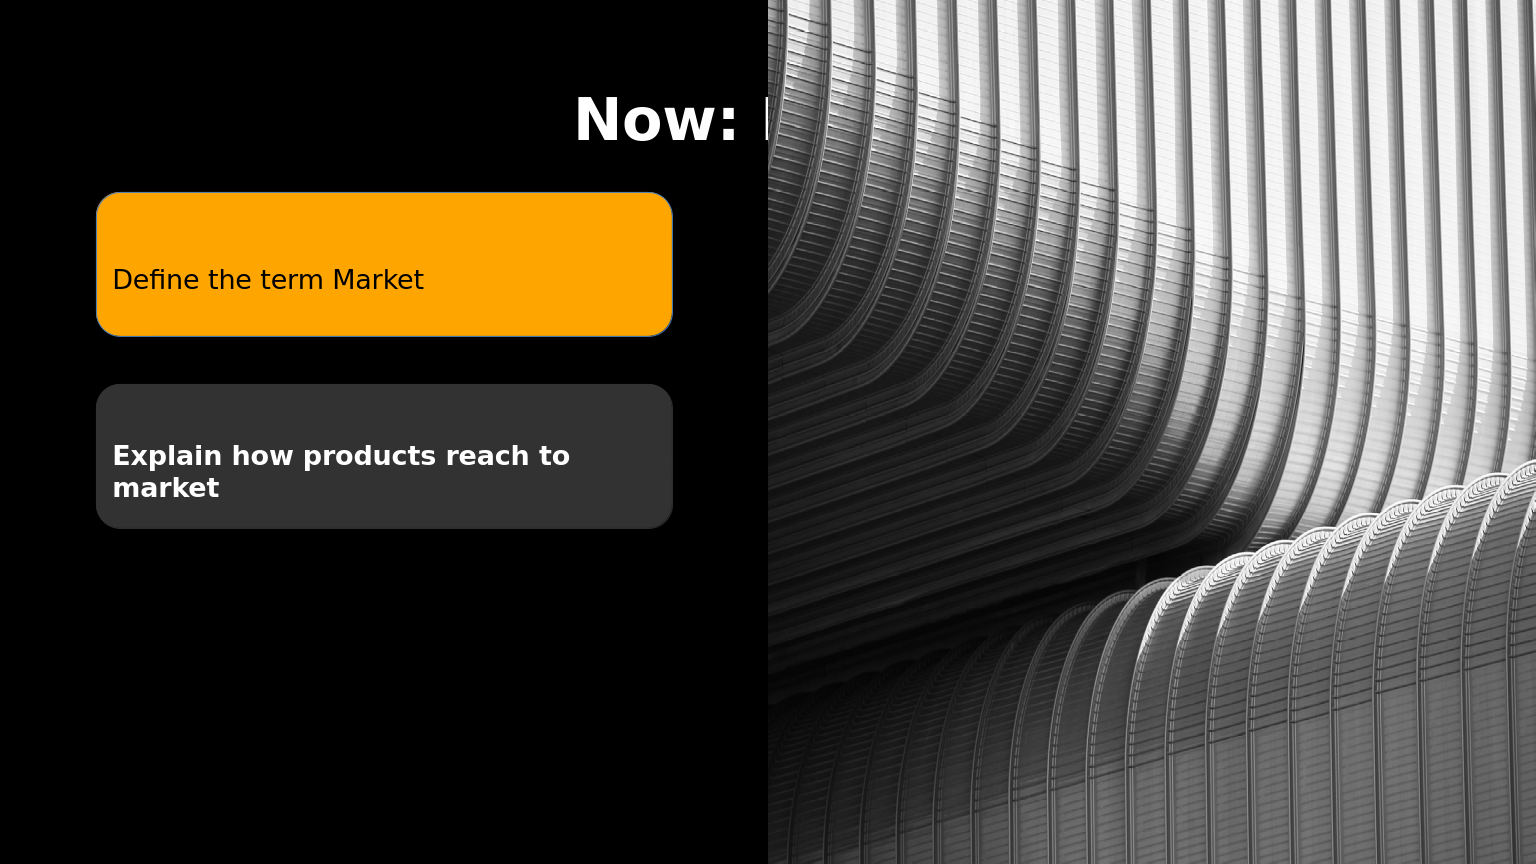 Now:
Define the term Market
Explain how products reach to
market